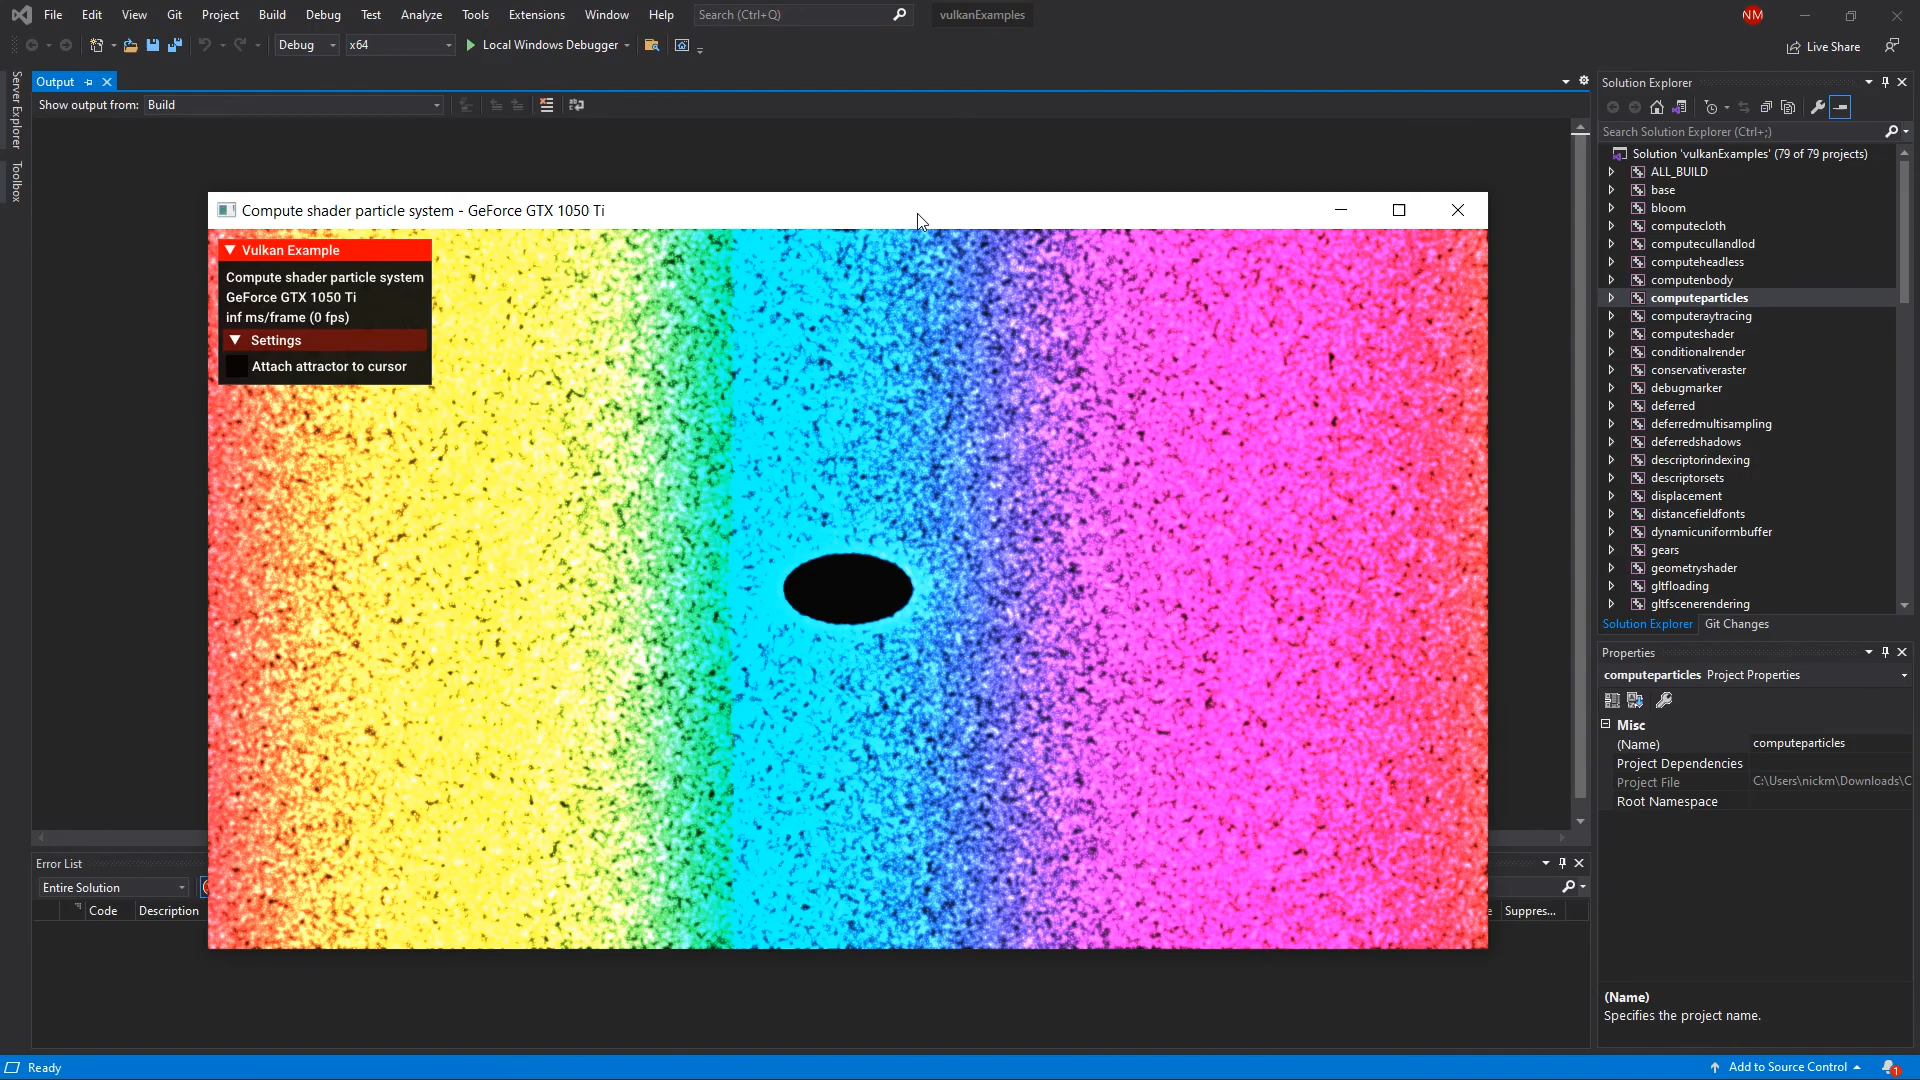 File Edit View Git Project Build Debug Test Analyze Tools Extensions Window Help Search (Ctrl+Q) vulkanExamples NM
Debug x64 Local Windows Debugger Live Share
Server Explorer
Toolbox
Output
Show output from: Build
Compute shader particle system - GeForce GTX 1050 Ti
Vulkan Example
Compute shader particle system
GeForce GTX 1050 Ti
inf ms/frame (0 fps)
Settings
Attach attractor to cursor
Error List
Entire Solution
Code Description
e Suppres...
Solution Explorer
Search Solution Explorer (Ctrl+;)
Solution 'vulkanExamples' (79 of 79 projects)
ALL_BUILD
base
bloom
computecloth
computecullandlod
computeheadless
computenbody
computeparticles
computeraytracing
computeshader
conditionalrender
conservativeraster
debugmarker
deferred
deferredmultisampling
deferredshadows
descriptorindexing
descriptorsets
displacement
distancefieldfonts
dynamicuniformbuffer
gears
geometryshader
gltfloading
gltfscenerendering
Solution Explorer Git Changes
Properties
computeparticles Project Properties
Misc
(Name) computeparticles
Project Dependencies
Project File C:\Users\nickm\Downloads\C
Root Namespace
(Name)
Specifies the project name.
Ready Add to Source Control 1